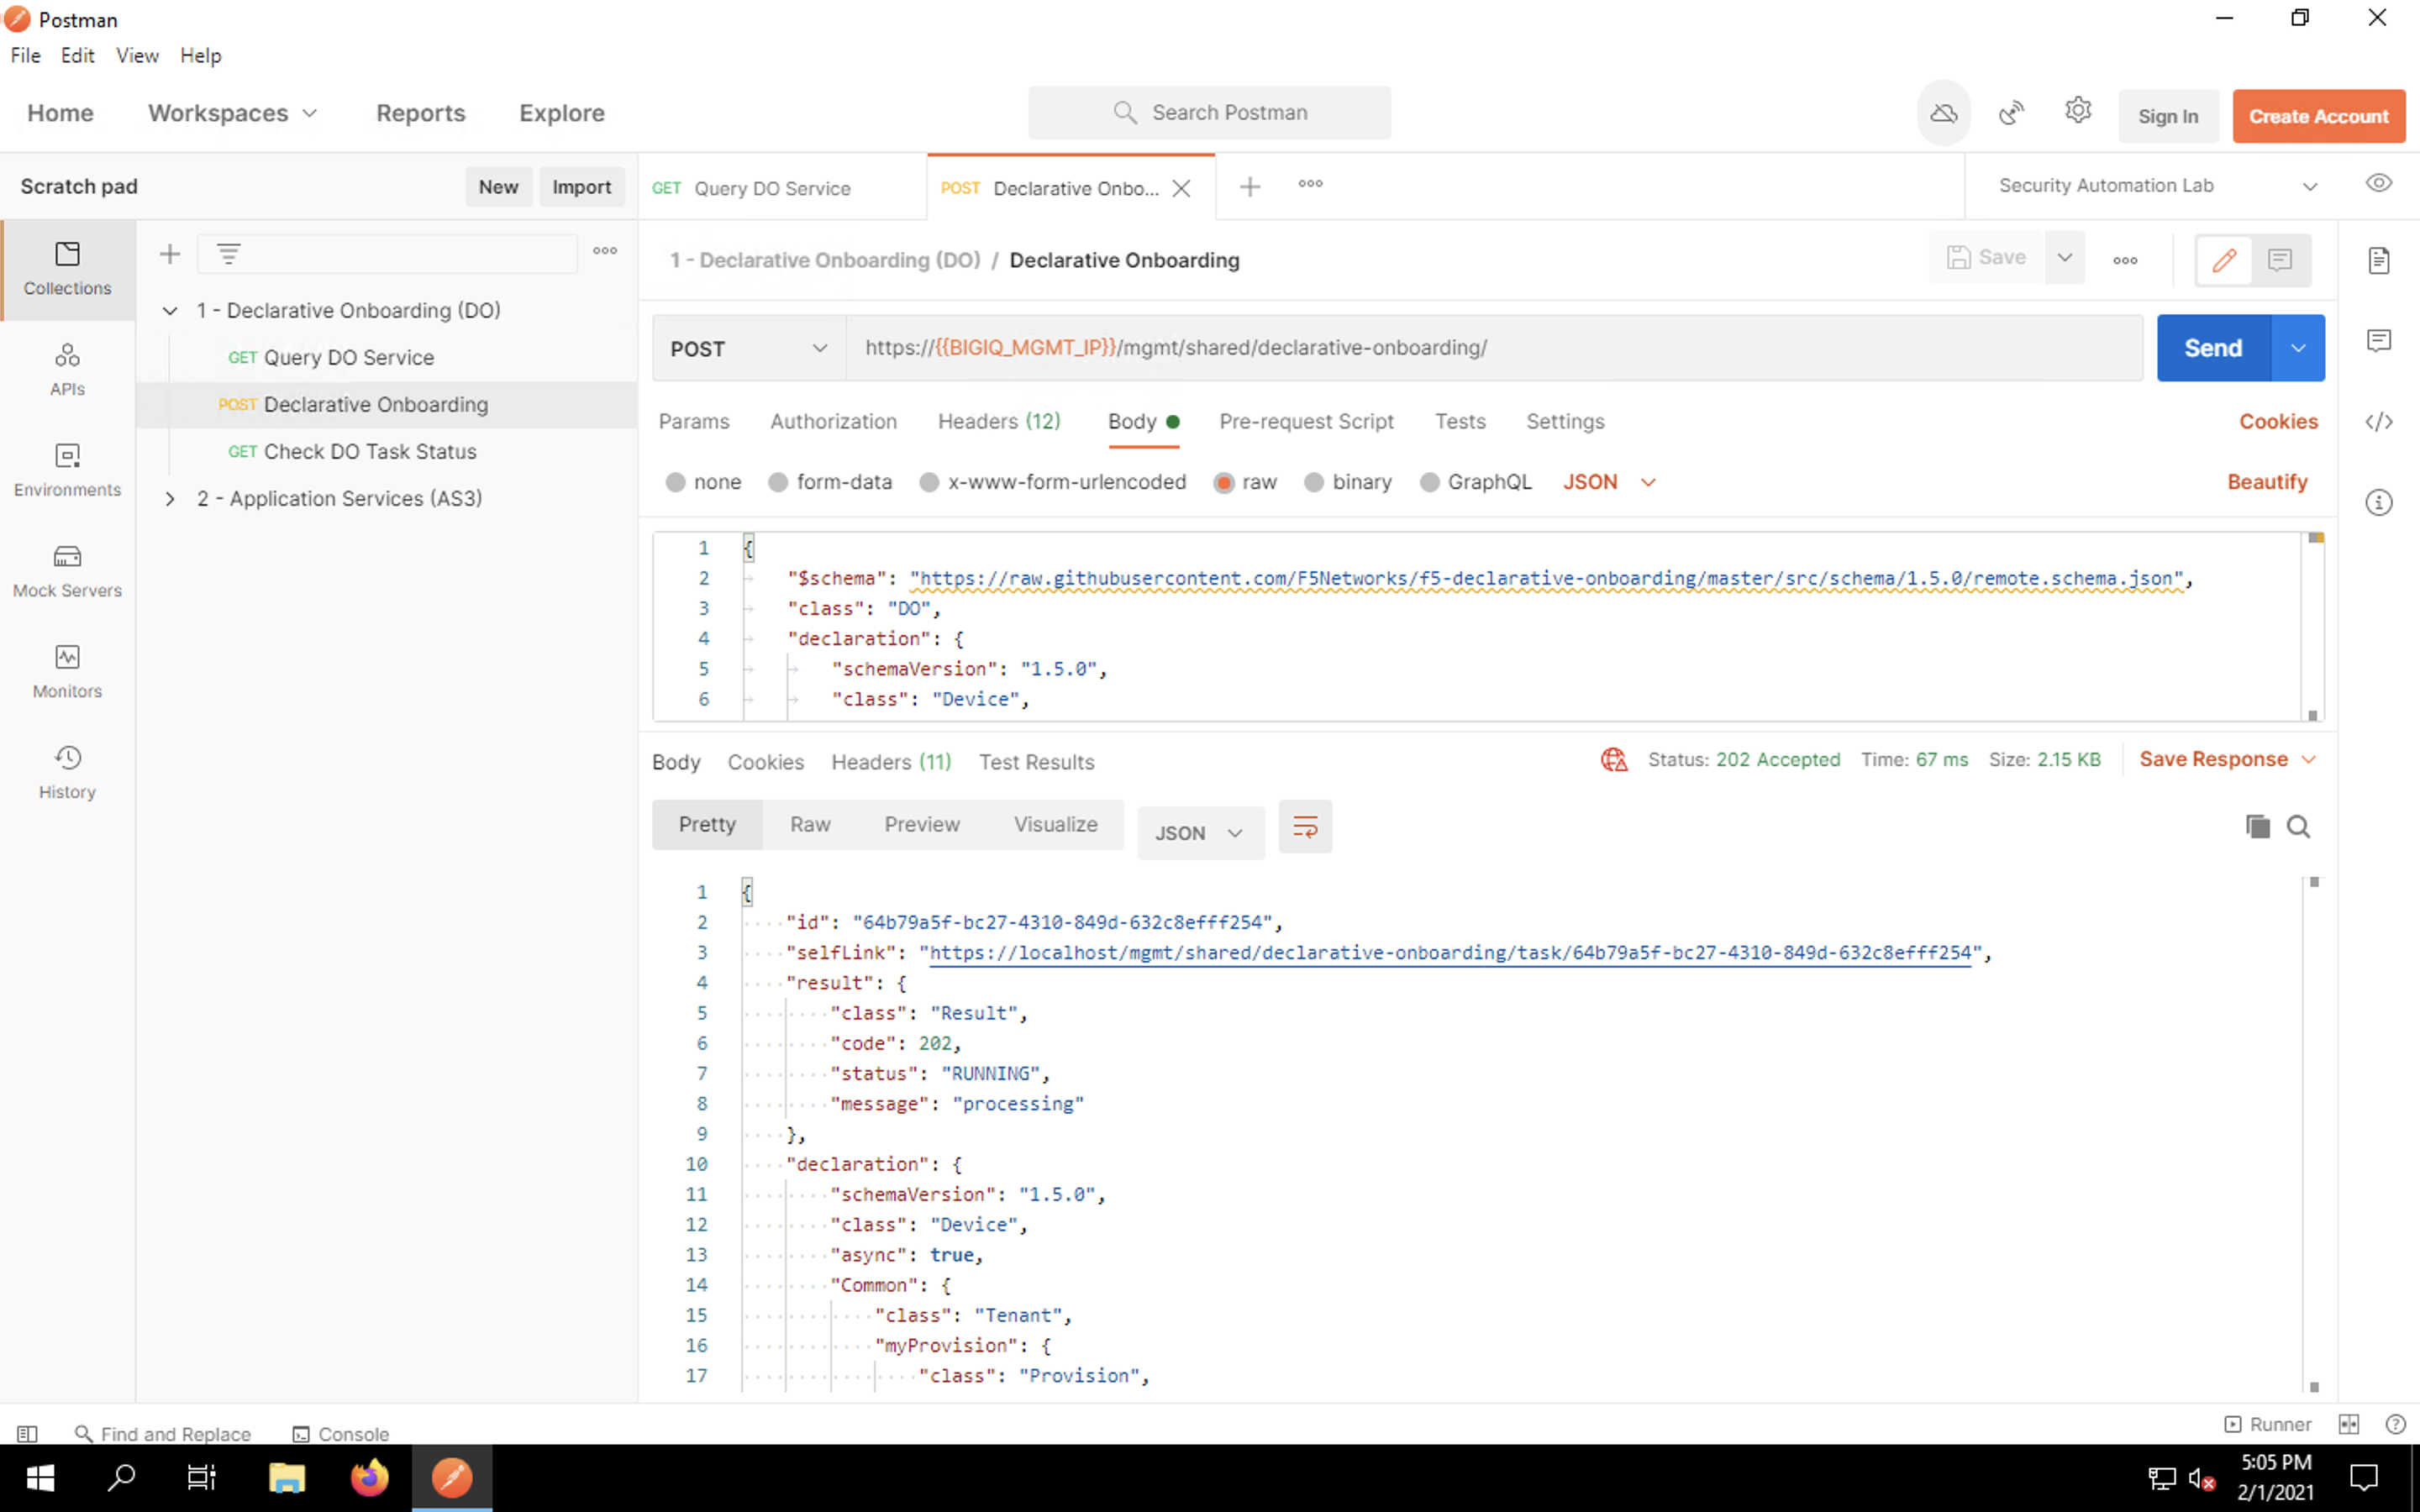 Postman
File Edit View Help
Home Workspaces Reports Explore Search Postman Sign In Create Account
Scratch pad New Import GET Query DO Service POST Declarative Onbo... Security Automation Lab
Collections
APIs
Environments
Mock Servers
Monitors
History
1 - Declarative Onboarding (DO)
GET Query DO Service
POST Declarative Onboarding
GET Check DO Task Status
2 - Application Services (AS3)
1 - Declarative Onboarding (DO) / Declarative Onboarding Save
POST https://{{BIGIQ_MGMT_IP}}/mgmt/shared/declarative-onboarding/ Send
Params Authorization Headers (12) Body Pre-request Script Tests Settings Cookies
none form-data x-www-form-urlencoded raw binary GraphQL JSON Beautify
1 {
2 "$schema": "https://raw.githubusercontent.com/F5Networks/f5-declarative-onboarding/master/src/schema/1.5.0/remote.schema.json",
3 "class": "DO",
4 "declaration": {
5 "schemaVersion": "1.5.0",
6 "class": "Device",
Body Cookies Headers (11) Test Results Status: 202 Accepted Time: 67 ms Size: 2.15 KB Save Response
Pretty Raw Preview Visualize JSON
1 {
2 "id": "64b79a5f-bc27-4310-849d-632c8efff254",
3 "selfLink": "https://localhost/mgmt/shared/declarative-onboarding/task/64b79a5f-bc27-4310-849d-632c8efff254",
4 "result": {
5 "class": "Result",
6 "code": 202,
7 "status": "RUNNING",
8 "message": "processing"
9 },
10 "declaration": {
11 "schemaVersion": "1.5.0",
12 "class": "Device",
13 "async": true,
14 "Common": {
15 "class": "Tenant",
16 "myProvision": {
17 "class": "Provision",
Find and Replace Console Runner
5:05 PM
2/1/2021